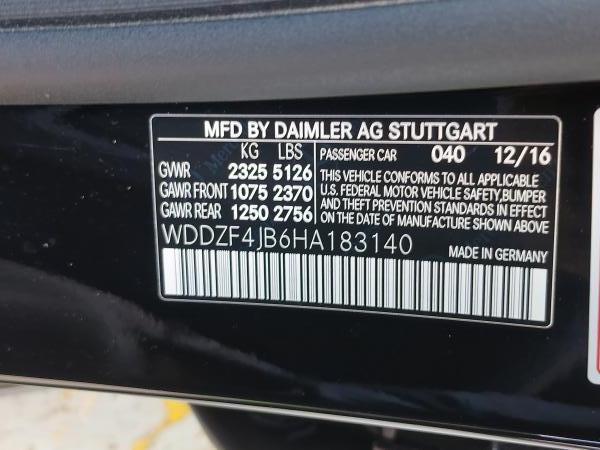 MFD BY DAIMLER AG STUTTGART
KG LBS
GVWR 2325 5126
GAWR FRONT 1075 2370
GAWR REAR 1250 2756
PASSENGER CAR 040 12/16
THIS VEHICLE CONFORMS TO ALL APPLICABLE
U.S. FEDERAL MOTOR VEHICLE SAFETY,BUMPER
AND THEFT PREVENTION STANDARDS IN EFFECT
ON THE DATE OF MANUFACTURE SHOWN ABOVE
WDDZF4JB6HA183140
MADE IN GERMANY